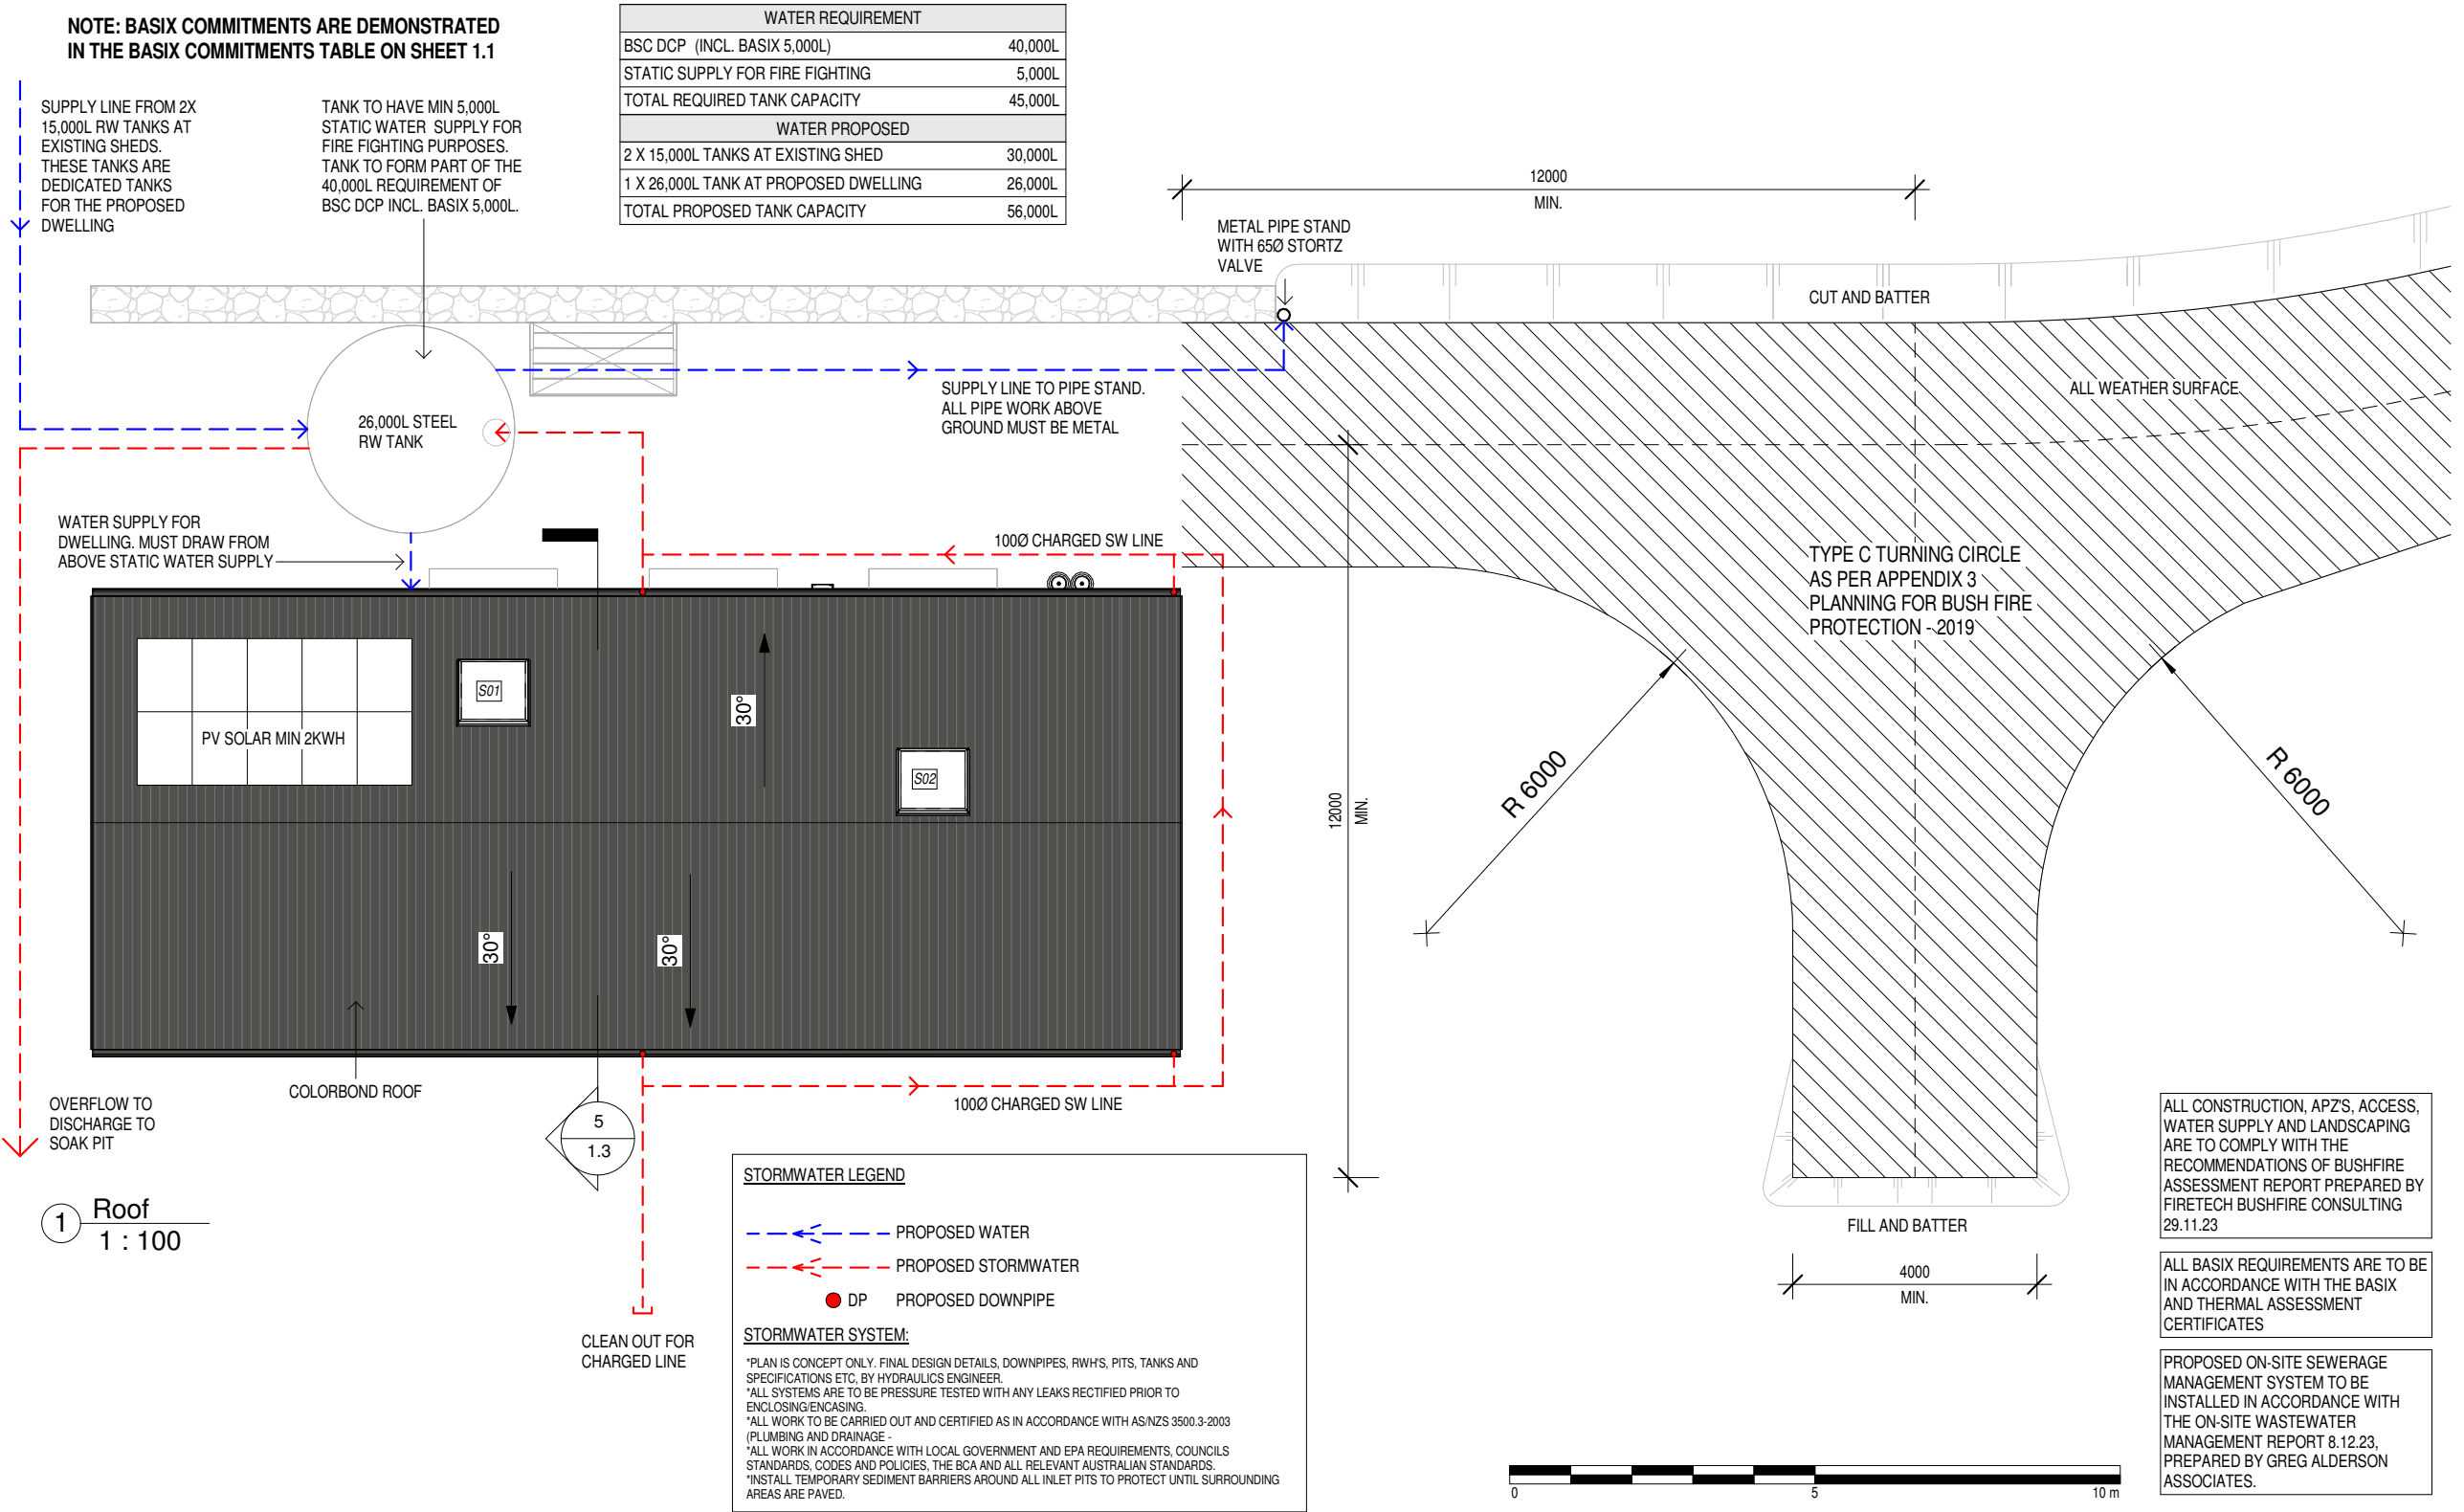 NOTE: BASIX COMMITMENTS ARE DEMONSTRATED
IN THE BASIX COMMITMENTS TABLE ON SHEET 1.1
WATER REQUIREMENT
BSC DCP (INCL. BASIX 5,000L) 40,000L
STATIC SUPPLY FOR FIRE FIGHTING 5,000L
TOTAL REQUIRED TANK CAPACITY 45,000L
WATER PROPOSED
2 X 15,000L TANKS AT EXISTING SHED 30,000L
1 X 26,000L TANK AT PROPOSED DWELLING 26,000L
TOTAL PROPOSED TANK CAPACITY 56,000L
SUPPLY LINE FROM 2X
15,000L RW TANKS AT
EXISTING SHEDS.
THESE TANKS ARE
DEDICATED TANKS
FOR THE PROPOSED
DWELLING
TANK TO HAVE MIN 5,000L
STATIC WATER SUPPLY FOR
FIRE FIGHTING PURPOSES.
TANK TO FORM PART OF THE
40,000L REQUIREMENT OF
BSC DCP INCL. BASIX 5,000L.
12000
MIN.
METAL PIPE STAND
WITH 65Ø STORTZ
VALVE
CUT AND BATTER
ALL WEATHER SURFACE
SUPPLY LINE TO PIPE STAND.
ALL PIPE WORK ABOVE
GROUND MUST BE METAL
26,000L STEEL
RW TANK
WATER SUPPLY FOR
DWELLING. MUST DRAW FROM
ABOVE STATIC WATER SUPPLY
100Ø CHARGED SW LINE
TYPE C TURNING CIRCLE
AS PER APPENDIX 3
PLANNING FOR BUSH FIRE
PROTECTION - 2019
S01
30°
PV SOLAR MIN 2KWH
S02
R 6000
R 6000
12000
MIN.
30°
30°
COLORBOND ROOF
100Ø CHARGED SW LINE
OVERFLOW TO
DISCHARGE TO
SOAK PIT
5
1.3
1 Roof
1 : 100
CLEAN OUT FOR
CHARGED LINE
STORMWATER LEGEND
PROPOSED WATER
PROPOSED STORMWATER
DP PROPOSED DOWNPIPE
STORMWATER SYSTEM:
*PLAN IS CONCEPT ONLY. FINAL DESIGN DETAILS, DOWNPIPES, RWH'S, PITS, TANKS AND
SPECIFICATIONS ETC, BY HYDRAULICS ENGINEER.
*ALL SYSTEMS ARE TO BE PRESSURE TESTED WITH ANY LEAKS RECTIFIED PRIOR TO
ENCLOSING/ENCASING.
*ALL WORK TO BE CARRIED OUT AND CERTIFIED AS IN ACCORDANCE WITH AS/NZS 3500.3-2003
(PLUMBING AND DRAINAGE -
*ALL WORK IN ACCORDANCE WITH LOCAL GOVERNMENT AND EPA REQUIREMENTS, COUNCILS
STANDARDS, CODES AND POLICIES, THE BCA AND ALL RELEVANT AUSTRALIAN STANDARDS.
*INSTALL TEMPORARY SEDIMENT BARRIERS AROUND ALL INLET PITS TO PROTECT UNTIL SURROUNDING
AREAS ARE PAVED.
FILL AND BATTER
4000
MIN.
0 5 10 m
ALL CONSTRUCTION, APZ'S, ACCESS,
WATER SUPPLY AND LANDSCAPING
ARE TO COMPLY WITH THE
RECOMMENDATIONS OF BUSHFIRE
ASSESSMENT REPORT PREPARED BY
FIRETECH BUSHFIRE CONSULTING
29.11.23
ALL BASIX REQUIREMENTS ARE TO BE
IN ACCORDANCE WITH THE BASIX
AND THERMAL ASSESSMENT
CERTIFICATES
PROPOSED ON-SITE SEWERAGE
MANAGEMENT SYSTEM TO BE
INSTALLED IN ACCORDANCE WITH
THE ON-SITE WASTEWATER
MANAGEMENT REPORT 8.12.23,
PREPARED BY GREG ALDERSON
ASSOCIATES.